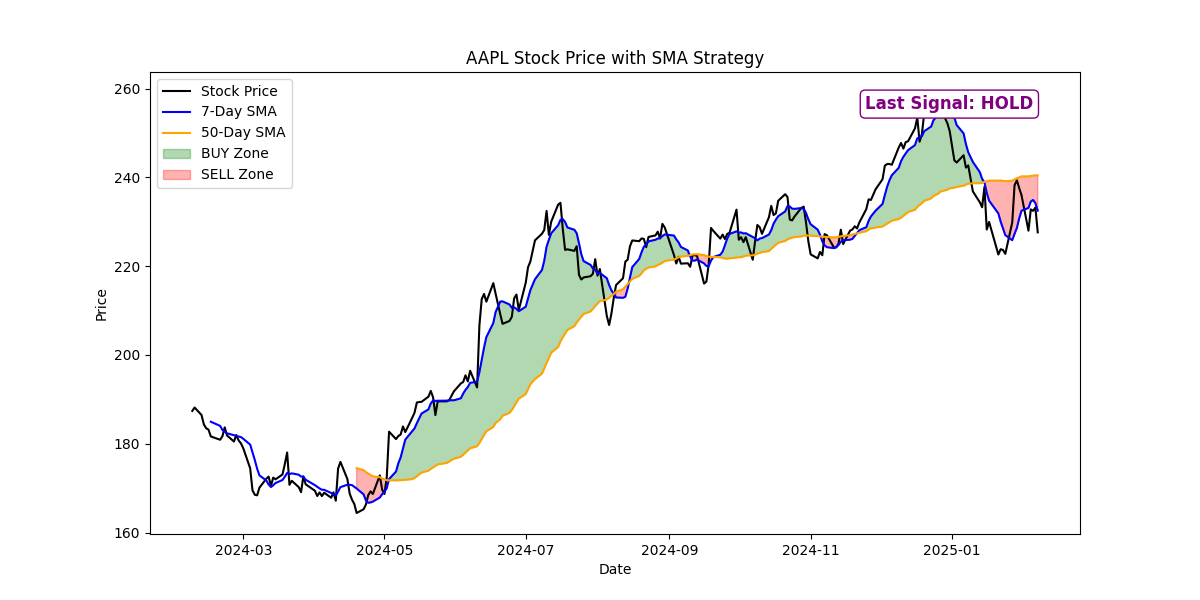 AAPL Stock Price with SMA Strategy
Stock Price
7-Day SMA
50-Day SMA
BUY Zone
SELL Zone
Last Signal: HOLD
260
240
220
200
180
160
Price
2024-03
2024-05
2024-07
2024-09
2024-11
2025-01
Date